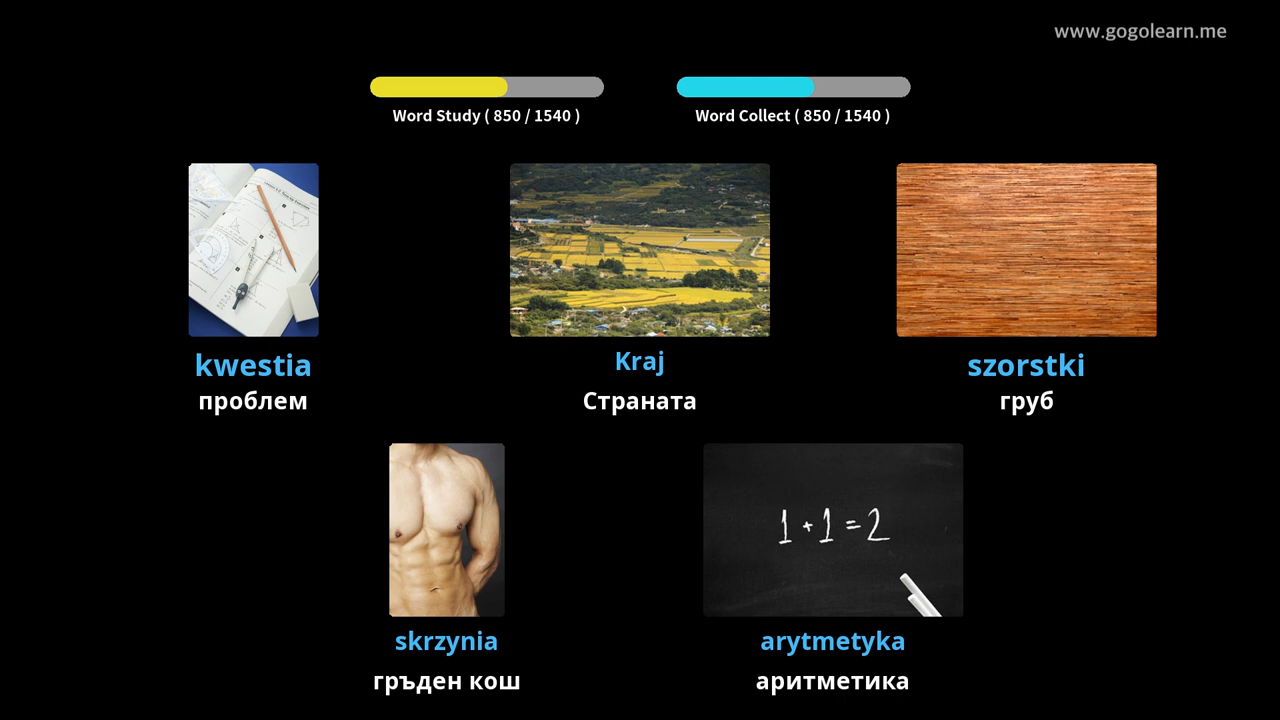 www.gogolearn.me
Word Study ( 850 / 1540 )
Word Collect ( 850 / 1540 )
kwestia
проблем
Kraj
Страната
szorstki
груб
1 + 1 = 2
skrzynia
гръден кош
arytmetyka
аритметика